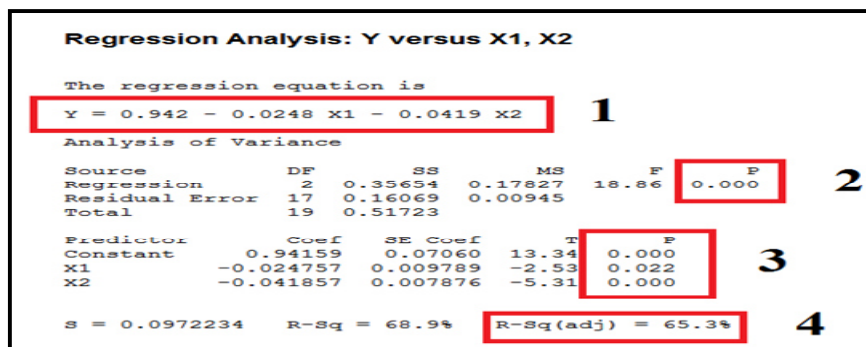 Regression Analysis: Y versus X1, X2
The regression equation is
Y = 0.942 - 0.0248 X1 - 0.0419 X2
1
Analysis of Variance
Source DF SS MS F P
Regression 2 0.35654 0.17827 18.86 0.000
2
Residual Error 17 0.16069 0.00945
Total 19 0.51723
Predictor Coef SE Coef T P
Constant 0.94159 0.07060 13.34 0.000
X1 -0.024757 0.009789 -2.53 0.022
3
X2 -0.041857 0.007876 -5.31 0.000
S = 0.0972234 R-Sq = 68.9% R-Sq(adj) = 65.3%
4